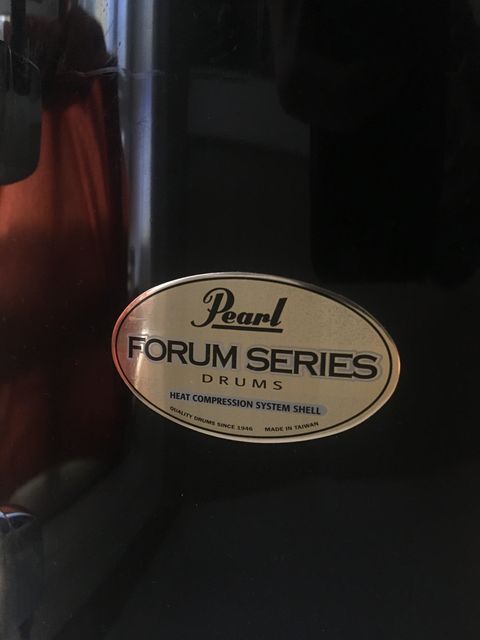 Pearl
FORUM SERIES
DRUMS
HEAT COMPRESSION SYSTEM SHELL
QUALITY DRUMS SINCE 1946 MADE IN TAIWAN